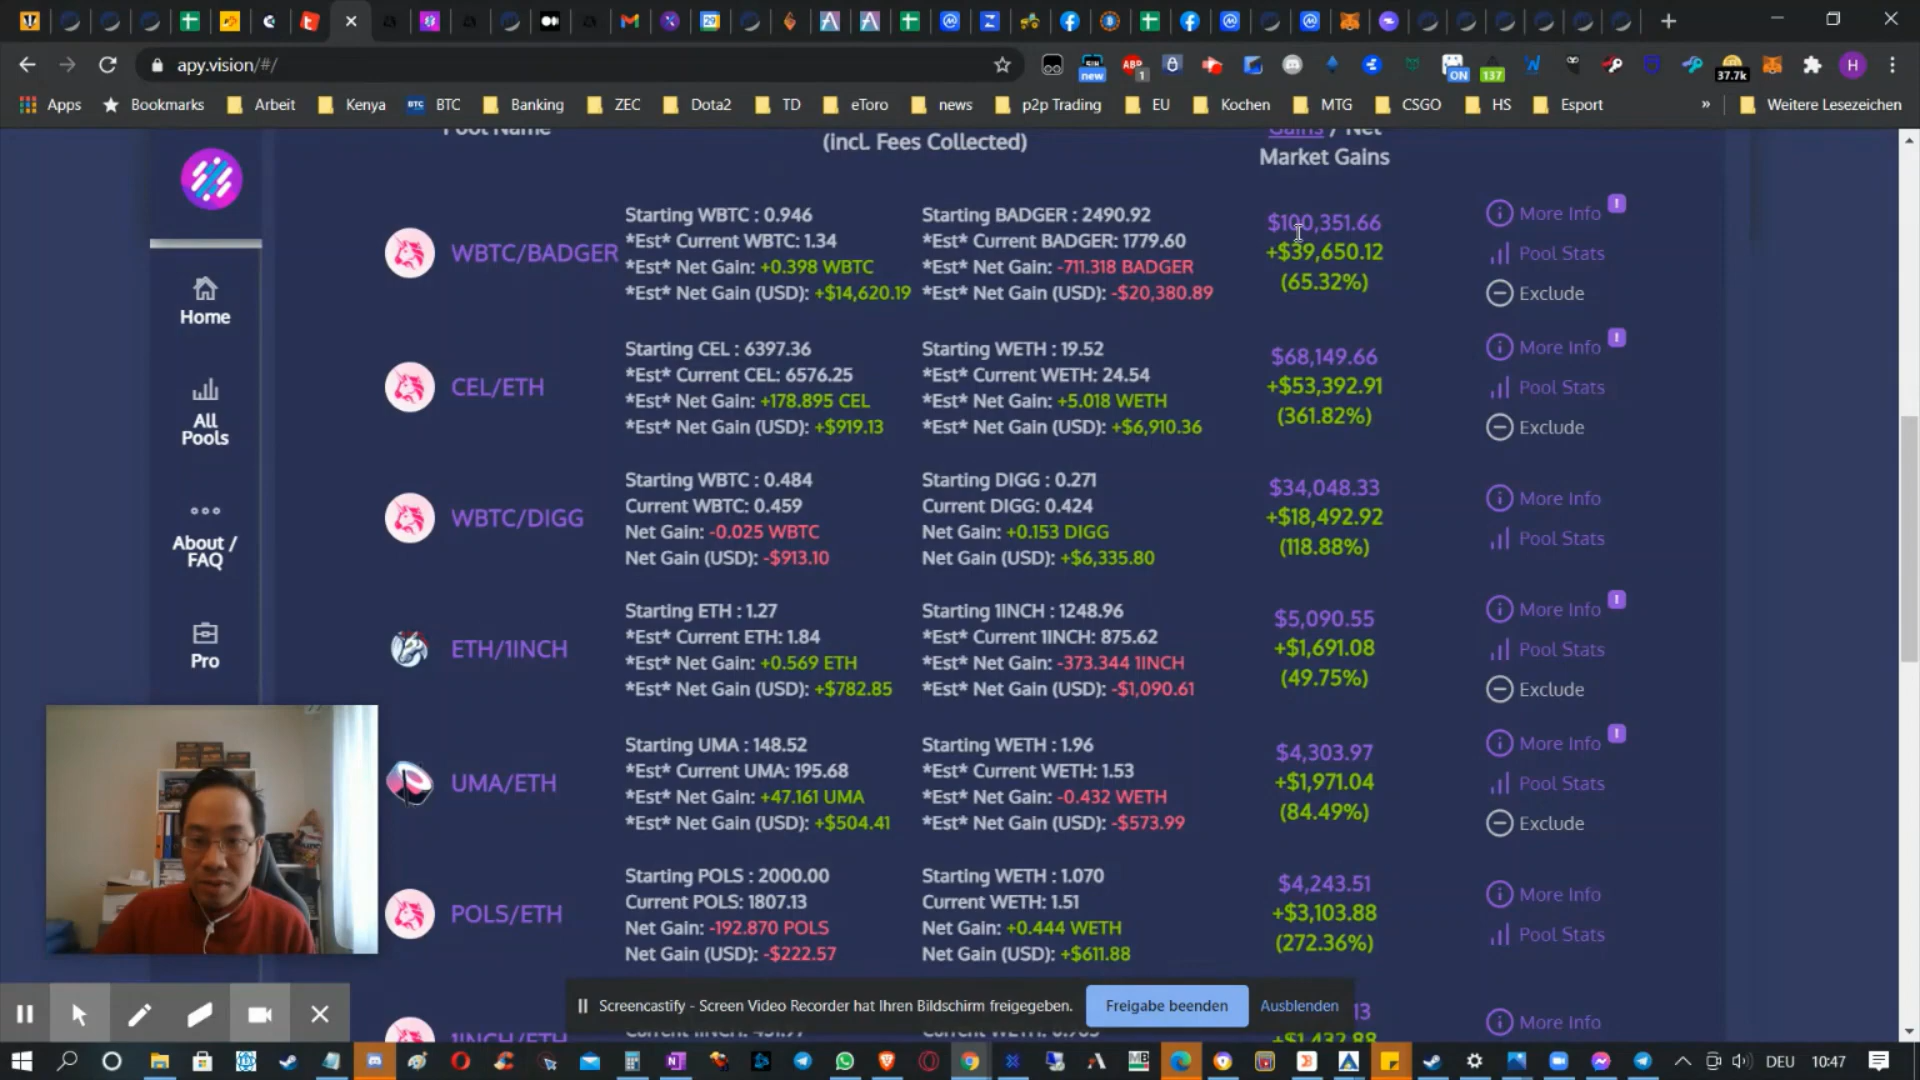 apy.vision/#/
ABP
1
new
ON
137
37.7k
H
Apps
Bookmarks
Arbeit
Kenya
BTC
BTC
Banking
ZEC
Dota2
TD
eToro
news
p2p Trading
EU
Kochen
MTG
CSGO
HS
Esport
»
Weitere Lesezeichen
Pool Name
(incl. Fees Collected)
Gains / Net
Market Gains
Home
All
Pools
About /
FAQ
Pro
WBTC/BADGER
Starting WBTC : 0.946
*Est* Current WBTC: 1.34
*Est* Net Gain: +0.398 WBTC
*Est* Net Gain (USD): +$14,620.19
Starting BADGER : 2490.92
*Est* Current BADGER: 1779.60
*Est* Net Gain: -711.318 BADGER
*Est* Net Gain (USD): -$20,380.89
$100,351.66
+$39,650.12
(65.32%)
More Info
Pool Stats
Exclude
CEL/ETH
Starting CEL : 6397.36
*Est* Current CEL: 6576.25
*Est* Net Gain: +178.895 CEL
*Est* Net Gain (USD): +$919.13
Starting WETH : 19.52
*Est* Current WETH: 24.54
*Est* Net Gain: +5.018 WETH
*Est* Net Gain (USD): +$6,910.36
$68,149.66
+$53,392.91
(361.82%)
More Info
Pool Stats
Exclude
WBTC/DIGG
Starting WBTC : 0.484
Current WBTC: 0.459
Net Gain: -0.025 WBTC
Net Gain (USD): -$913.10
Starting DIGG : 0.271
Current DIGG: 0.424
Net Gain: +0.153 DIGG
Net Gain (USD): +$6,335.80
$34,048.33
+$18,492.92
(118.88%)
More Info
Pool Stats
ETH/1INCH
Starting ETH : 1.27
*Est* Current ETH: 1.84
*Est* Net Gain: +0.569 ETH
*Est* Net Gain (USD): +$782.85
Starting 1INCH : 1248.96
*Est* Current 1INCH: 875.62
*Est* Net Gain: -373.344 1INCH
*Est* Net Gain (USD): -$1,090.61
$5,090.55
+$1,691.08
(49.75%)
More Info
Pool Stats
Exclude
UMA/ETH
Starting UMA : 148.52
*Est* Current UMA: 195.68
*Est* Net Gain: +47.161 UMA
*Est* Net Gain (USD): +$504.41
Starting WETH : 1.96
*Est* Current WETH: 1.53
*Est* Net Gain: -0.432 WETH
*Est* Net Gain (USD): -$573.99
$4,303.97
+$1,971.04
(84.49%)
More Info
Pool Stats
Exclude
POLS/ETH
Starting POLS : 2000.00
Current POLS: 1807.13
Net Gain: -192.870 POLS
Net Gain (USD): -$222.57
Starting WETH : 1.070
Current WETH: 1.51
Net Gain: +0.444 WETH
Net Gain (USD): +$611.88
$4,243.51
+$3,103.88
(272.36%)
More Info
Pool Stats
Screencastify - Screen Video Recorder hat Ihren Bildschirm freigegeben.
Freigabe beenden
Ausblenden
1INCH/ETH
More Info
DEU
10:47